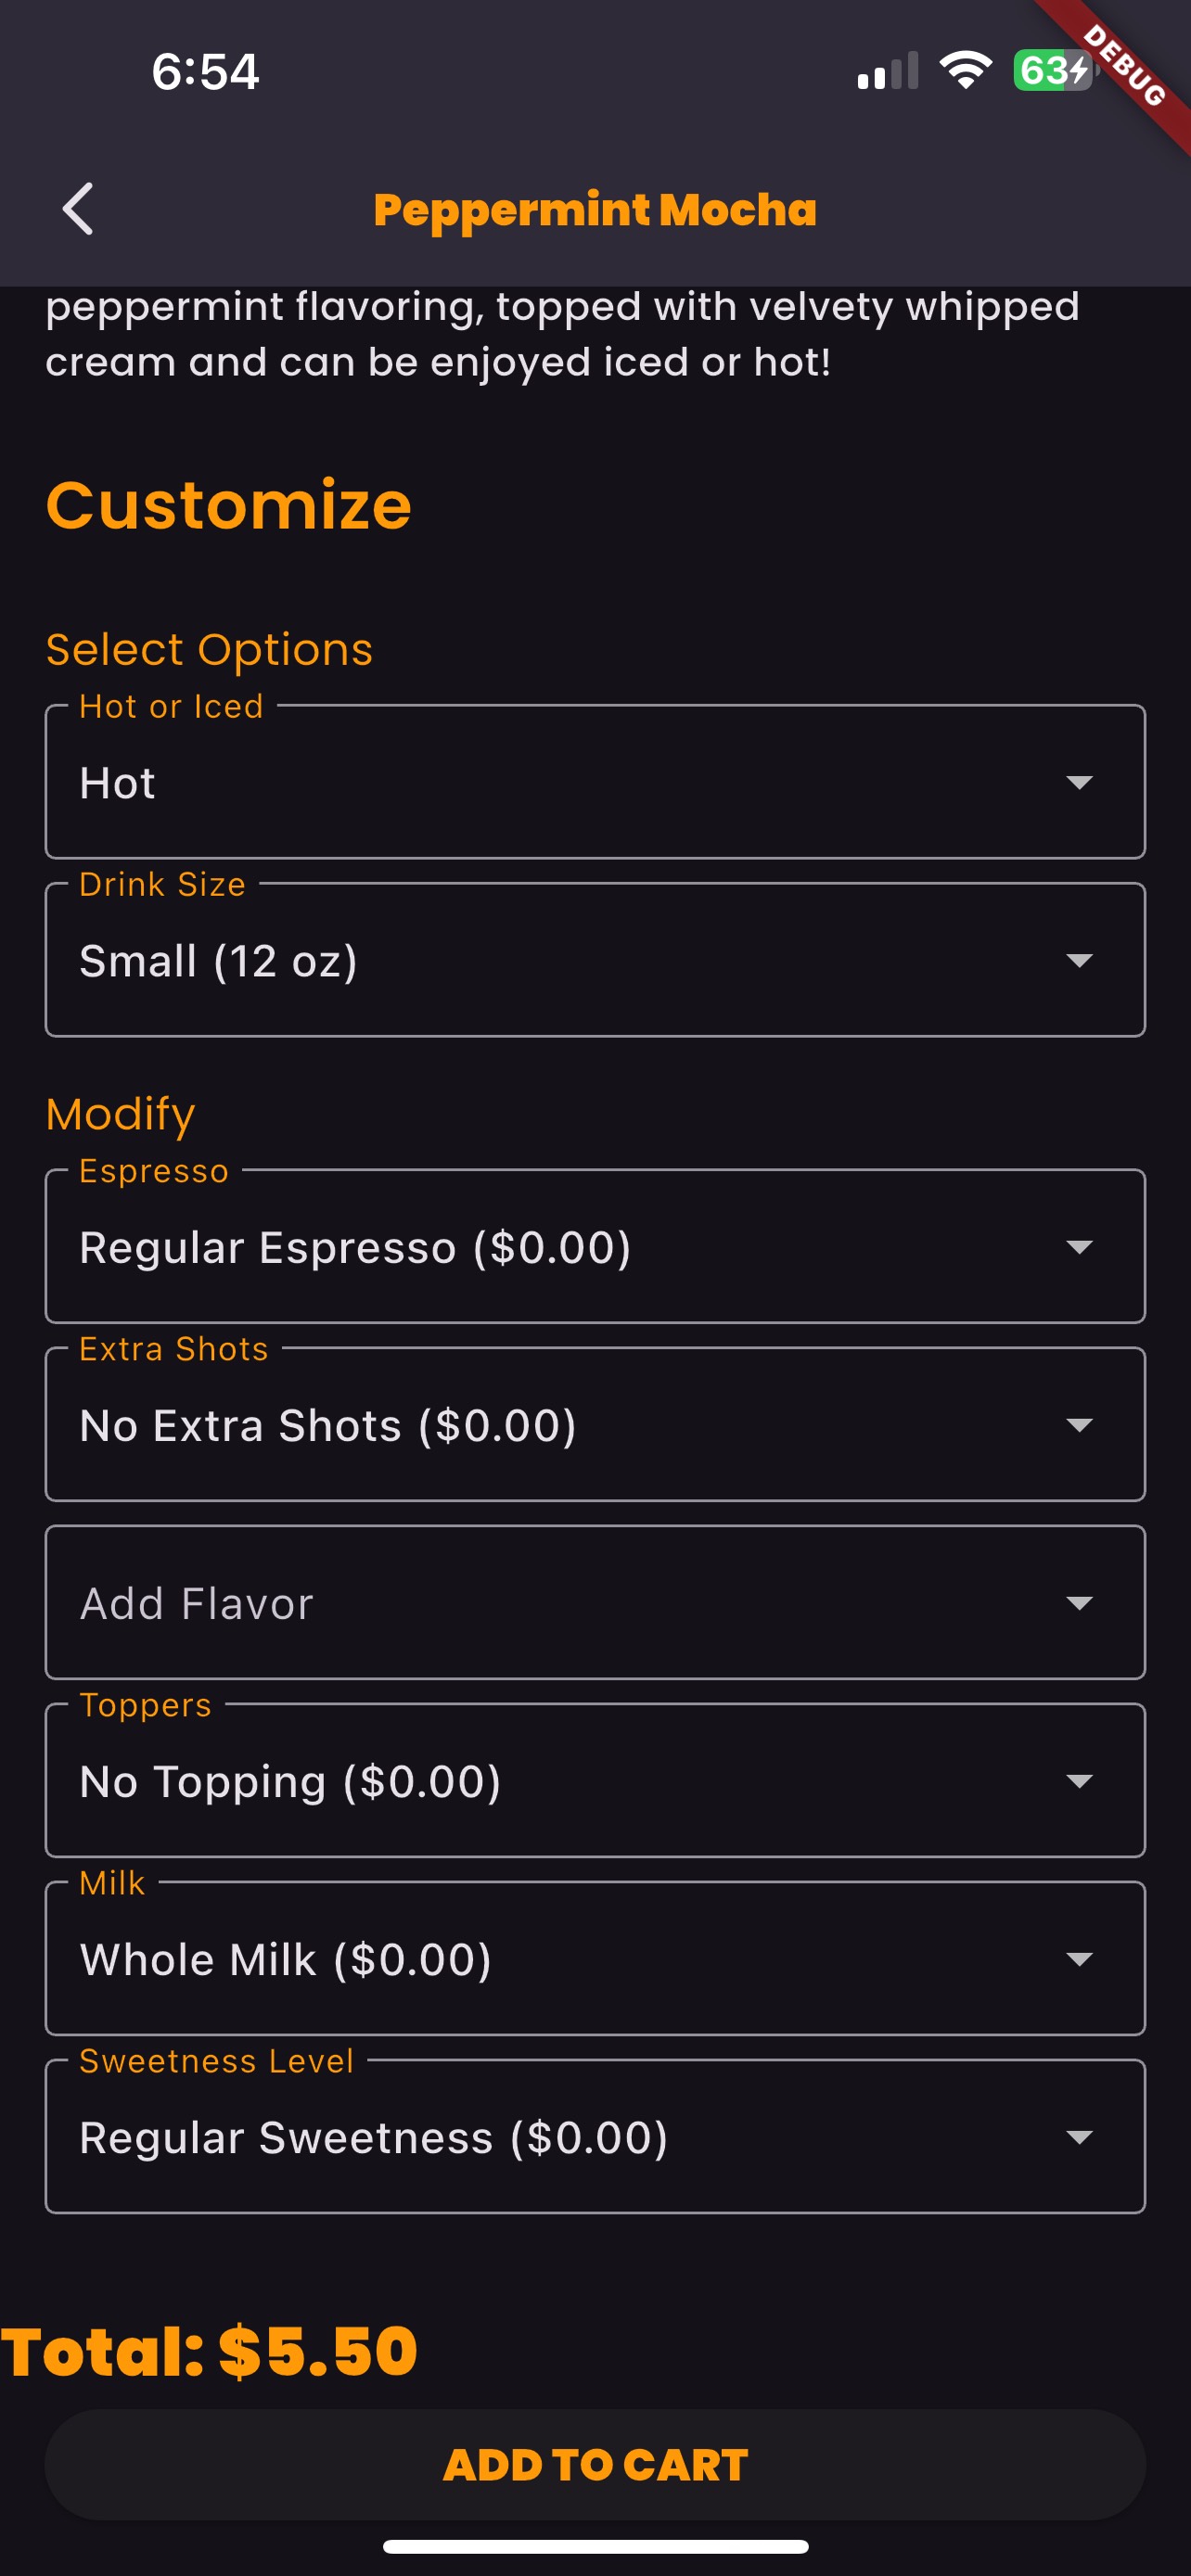 6:54
63
DEBUG
Peppermint Mocha
peppermint flavoring, topped with velvety whipped
cream and can be enjoyed iced or hot!
Customize
Select Options
Hot or Iced
Hot
Drink Size
Small (12 oz)
Modify
Espresso
Regular Espresso ($0.00)
Extra Shots
No Extra Shots ($0.00)
Add Flavor
Toppers
No Topping ($0.00)
Milk
Whole Milk ($0.00)
Sweetness Level
Regular Sweetness ($0.00)
Total: $5.50
ADD TO CART